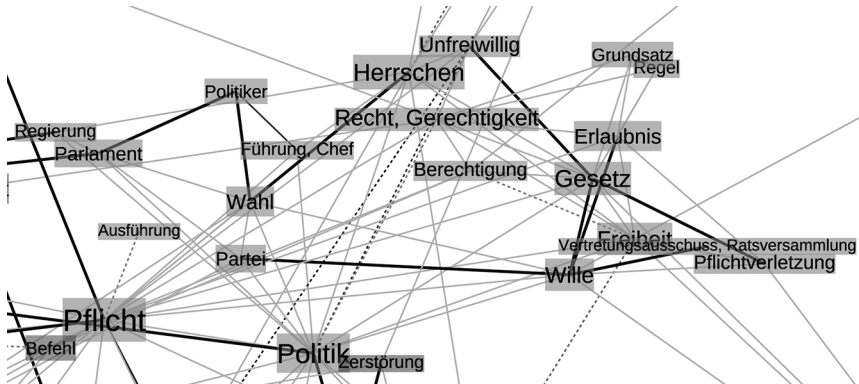 Unfreiwillig
Grundsatz
Regel
Herrschen
Politiker
Recht, Gerechtigkeit
Regierung
Erlaubnis
Parlament
Führung, Chef
Berechtigung
Gesetz
Wahl
Ausführung
Freiheit
Vertretungsausschuss, Ratsversammlung
Partei
Pflichtverletzung
Wille
Pflicht
Befehl
Politik
Zerstörung